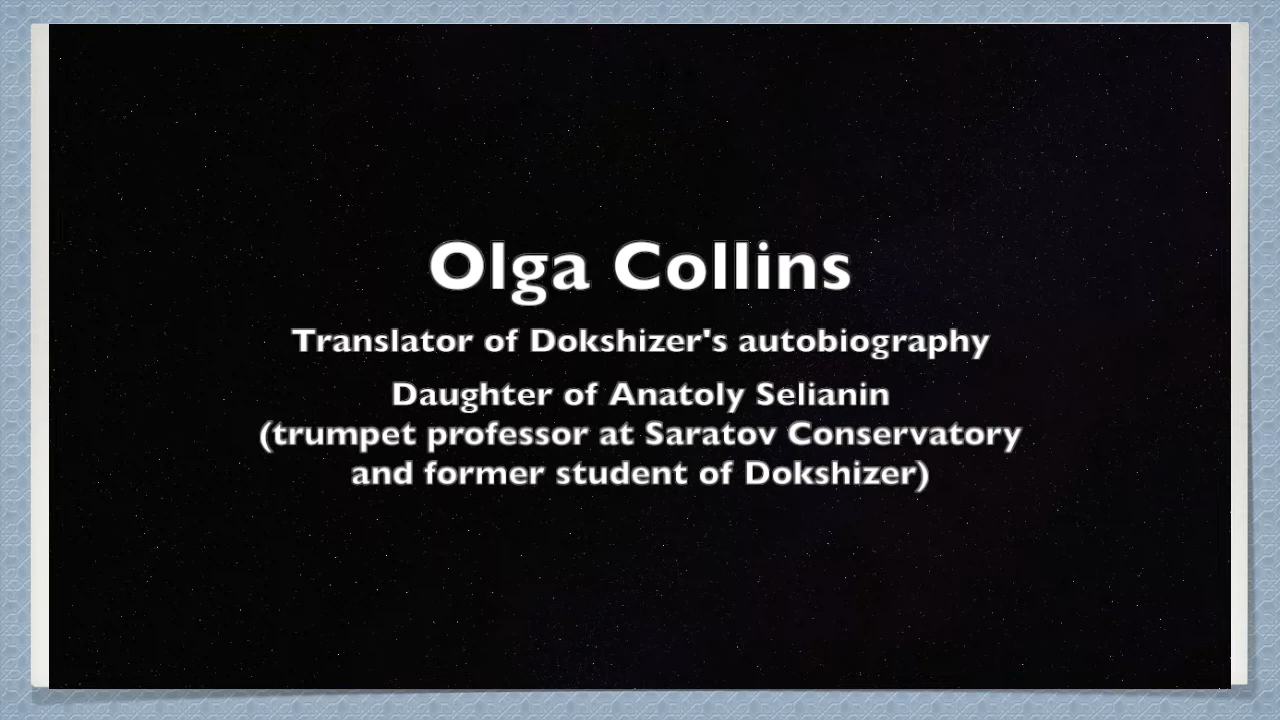 Olga Collins
Translator of Dokshizer's autobiography
Daughter of Anatoly Selianin
(trumpet professor at Saratov Conservatory
and former student of Dokshizer)